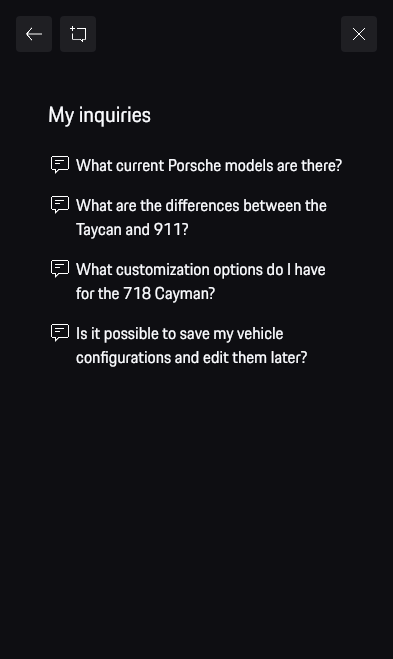 My inquiries
What current Porsche models are there?
What are the differences between the
Taycan and 911?
What customization options do I have
for the 718 Cayman?
Is it possible to save my vehicle
configurations and edit them later?